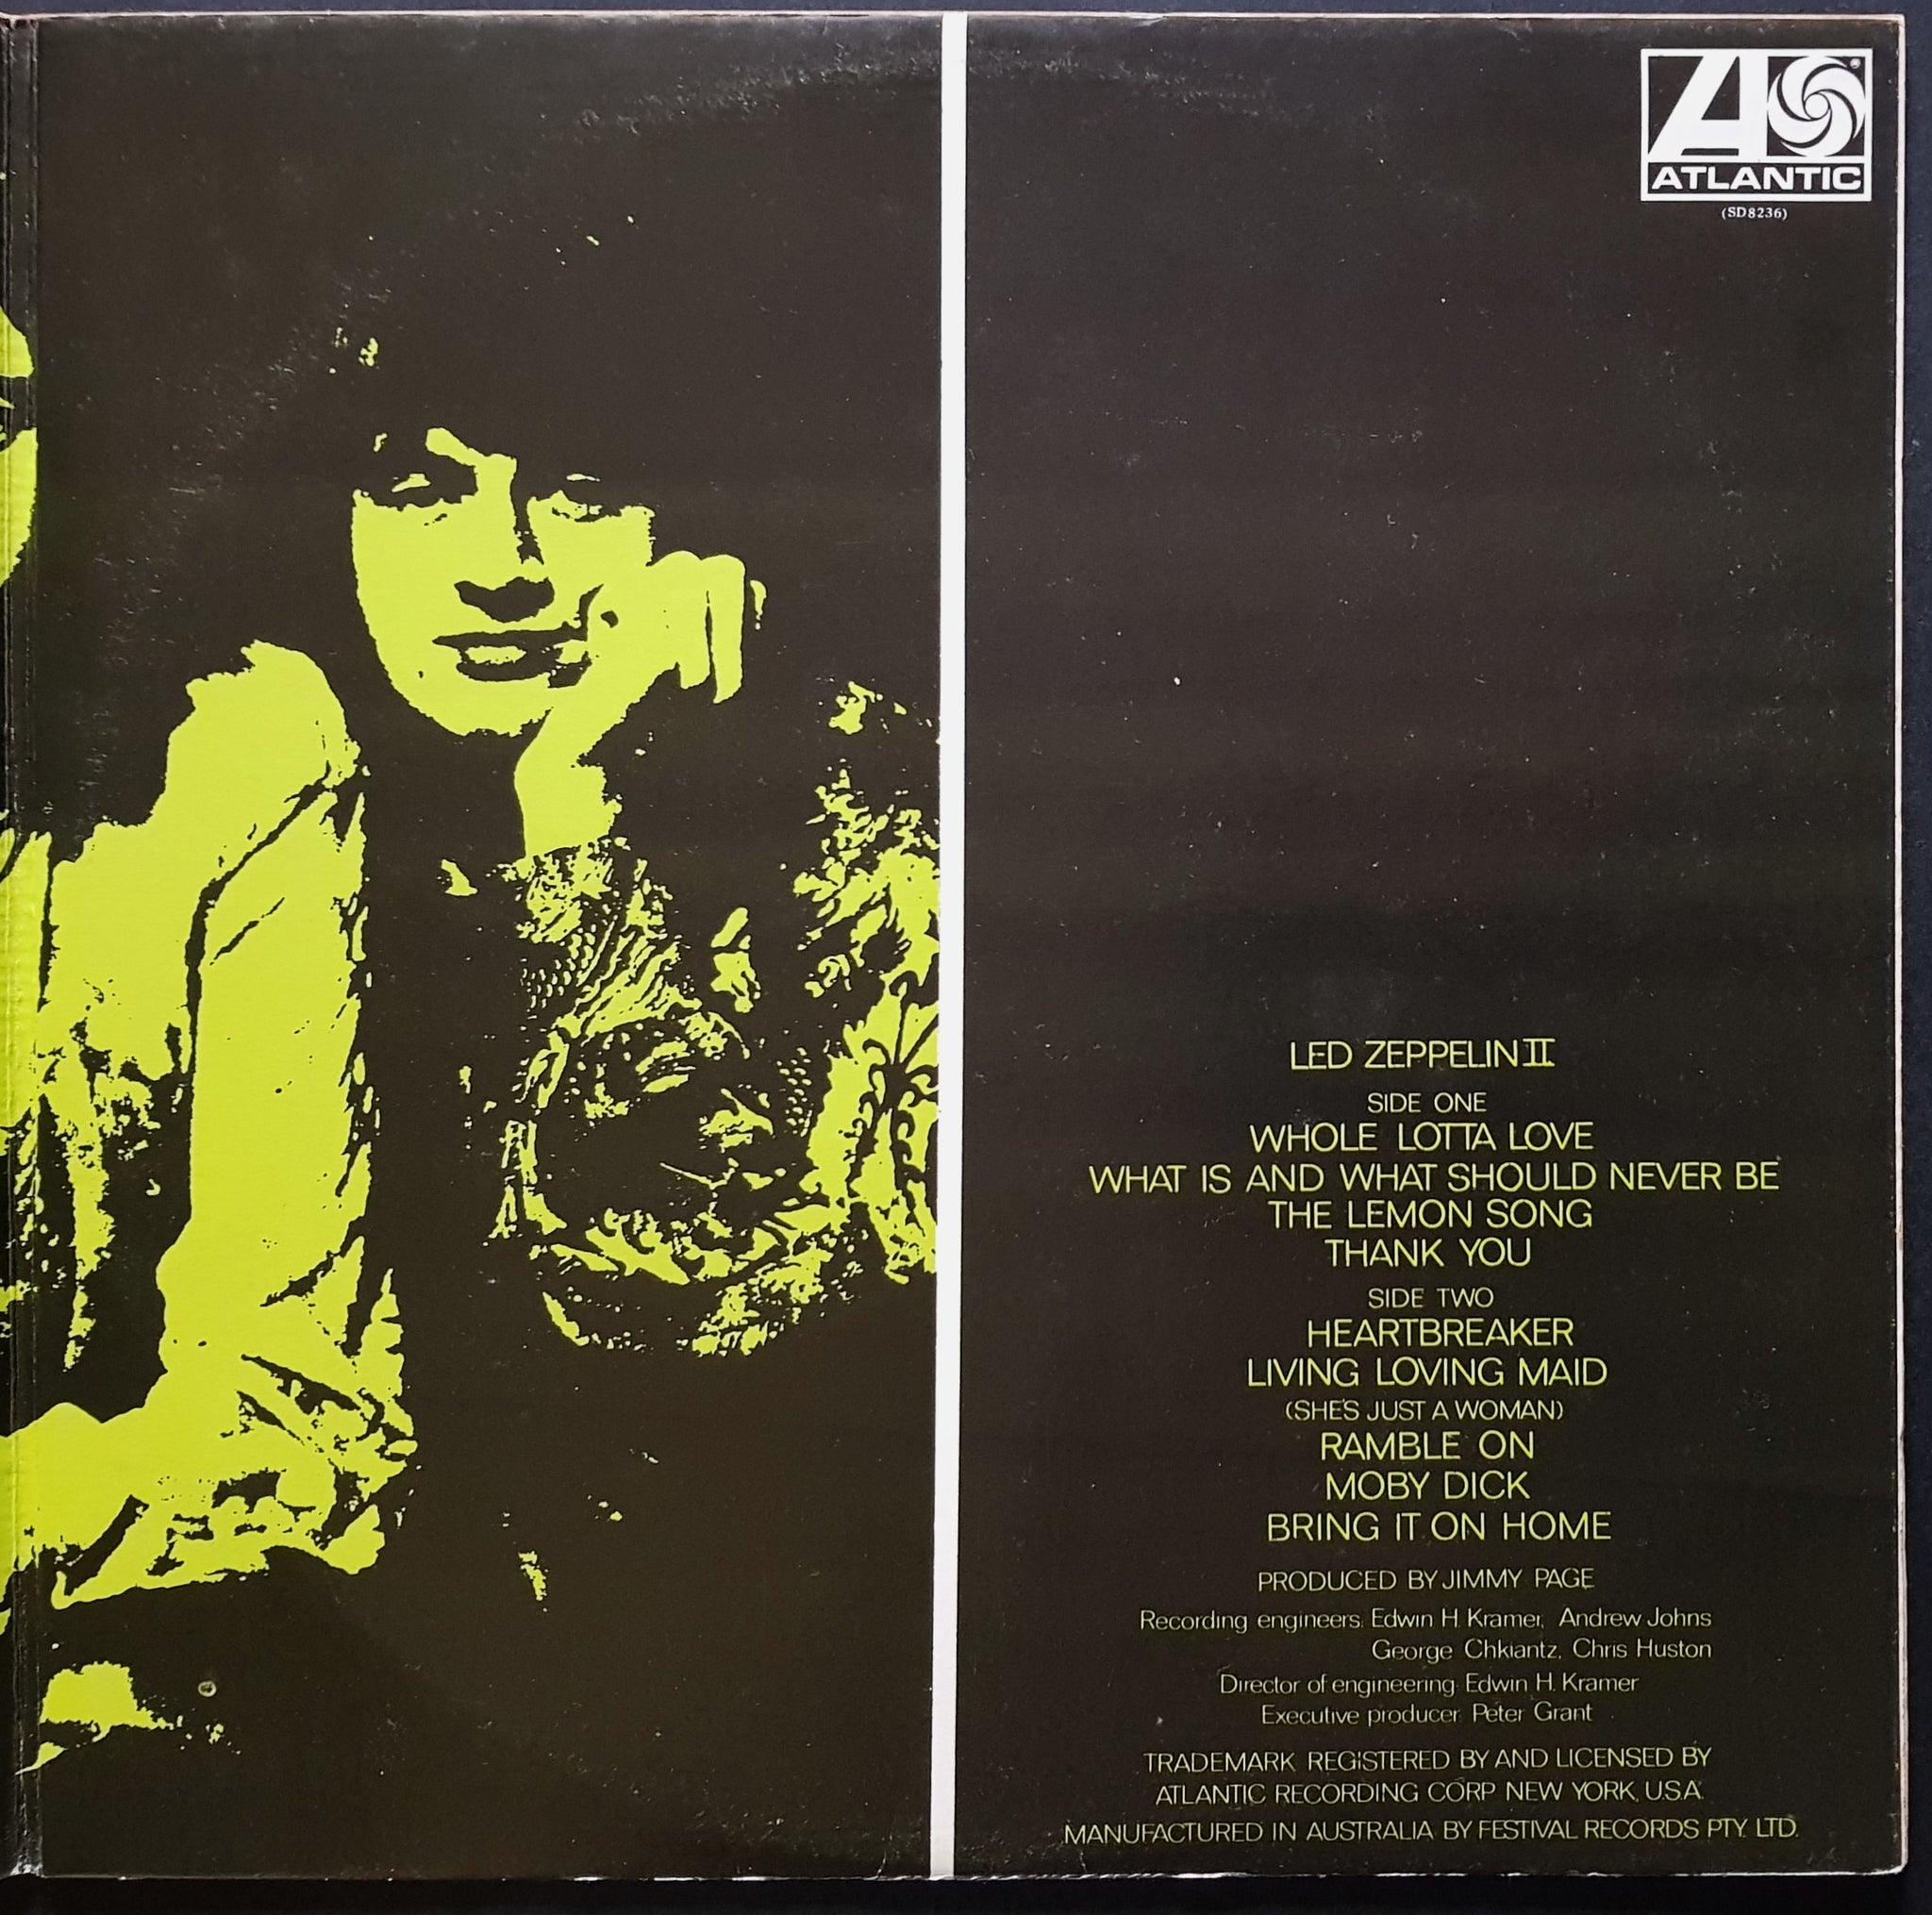 ATLANTIC
(SD8236)
LED ZEPPELIN II
SIDE ONE
WHOLE LOTTA LOVE
WHAT IS AND WHAT SHOULD NEVER BE
THE LEMON SONG
THANK YOU
SIDE TWO
HEARTBREAKER
LIVING LOVING MAID
(SHE'S JUST A WOMAN)
RAMBLE ON
MOBY DICK
BRING IT ON HOME
PRODUCED BY JIMMY PAGE
Recording engineers: Edwin H. Kramer, Andrew Johns
George Chkiantz, Chris Huston
Director of engineering: Edwin H. Kramer
Executive producer: Peter Grant
TRADEMARK REGISTERED BY AND LICENSED BY
ATLANTIC RECORDING CORP NEW YORK, U.S.A.
MANUFACTURED IN AUSTRALIA BY FESTIVAL RECORDS PTY. LTD.